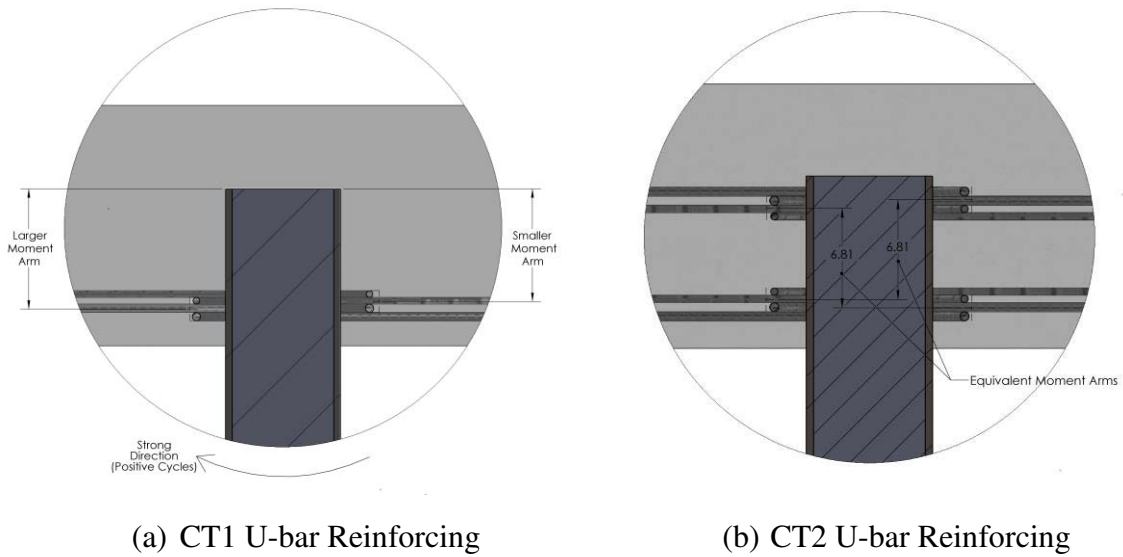 Larger
Moment
Arm
Smaller
Moment
Arm
Strong
Direction
(Positive Cycles)
6.81
6.81
Equivalent Moment Arms
(a) CT1 U-bar Reinforcing
(b) CT2 U-bar Reinforcing